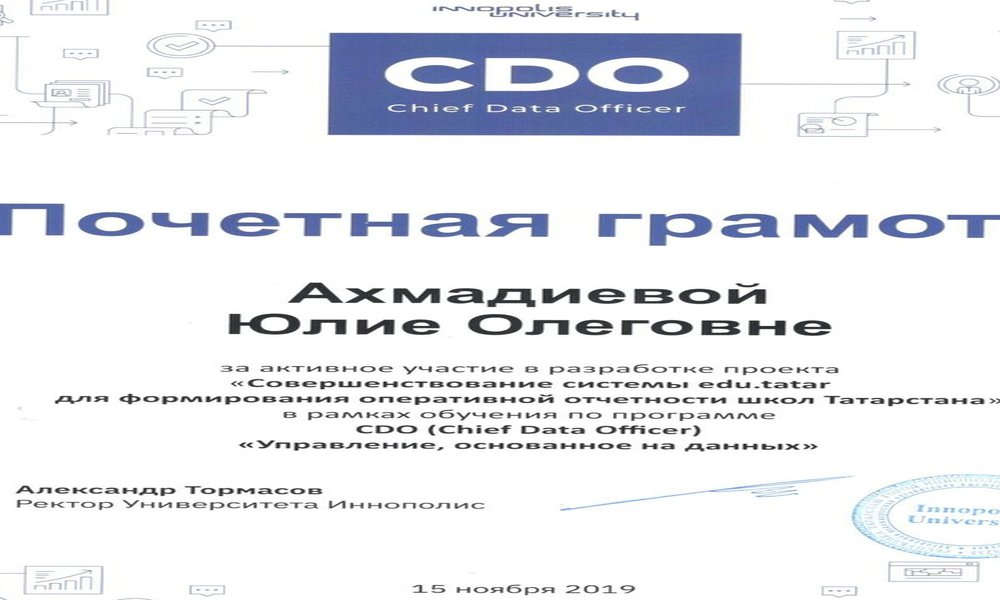 INNOPOLIS
UNIVERSITY
CDO
Chief Data Officer
Почетная грамот
Ахмадиевой
Юлие Олеговне
за активное участие в разработке проекта
«Совершенствование системы edu.tatar
для формирования оперативной отчетности школ Татарстана»
в рамках обучения по программе
CDO (Chief Data Officer)
«Управление, основанное на данных»
Александр Тормасов
Ректор Университета Иннополис
Innopo
Univers
15 ноября 2019